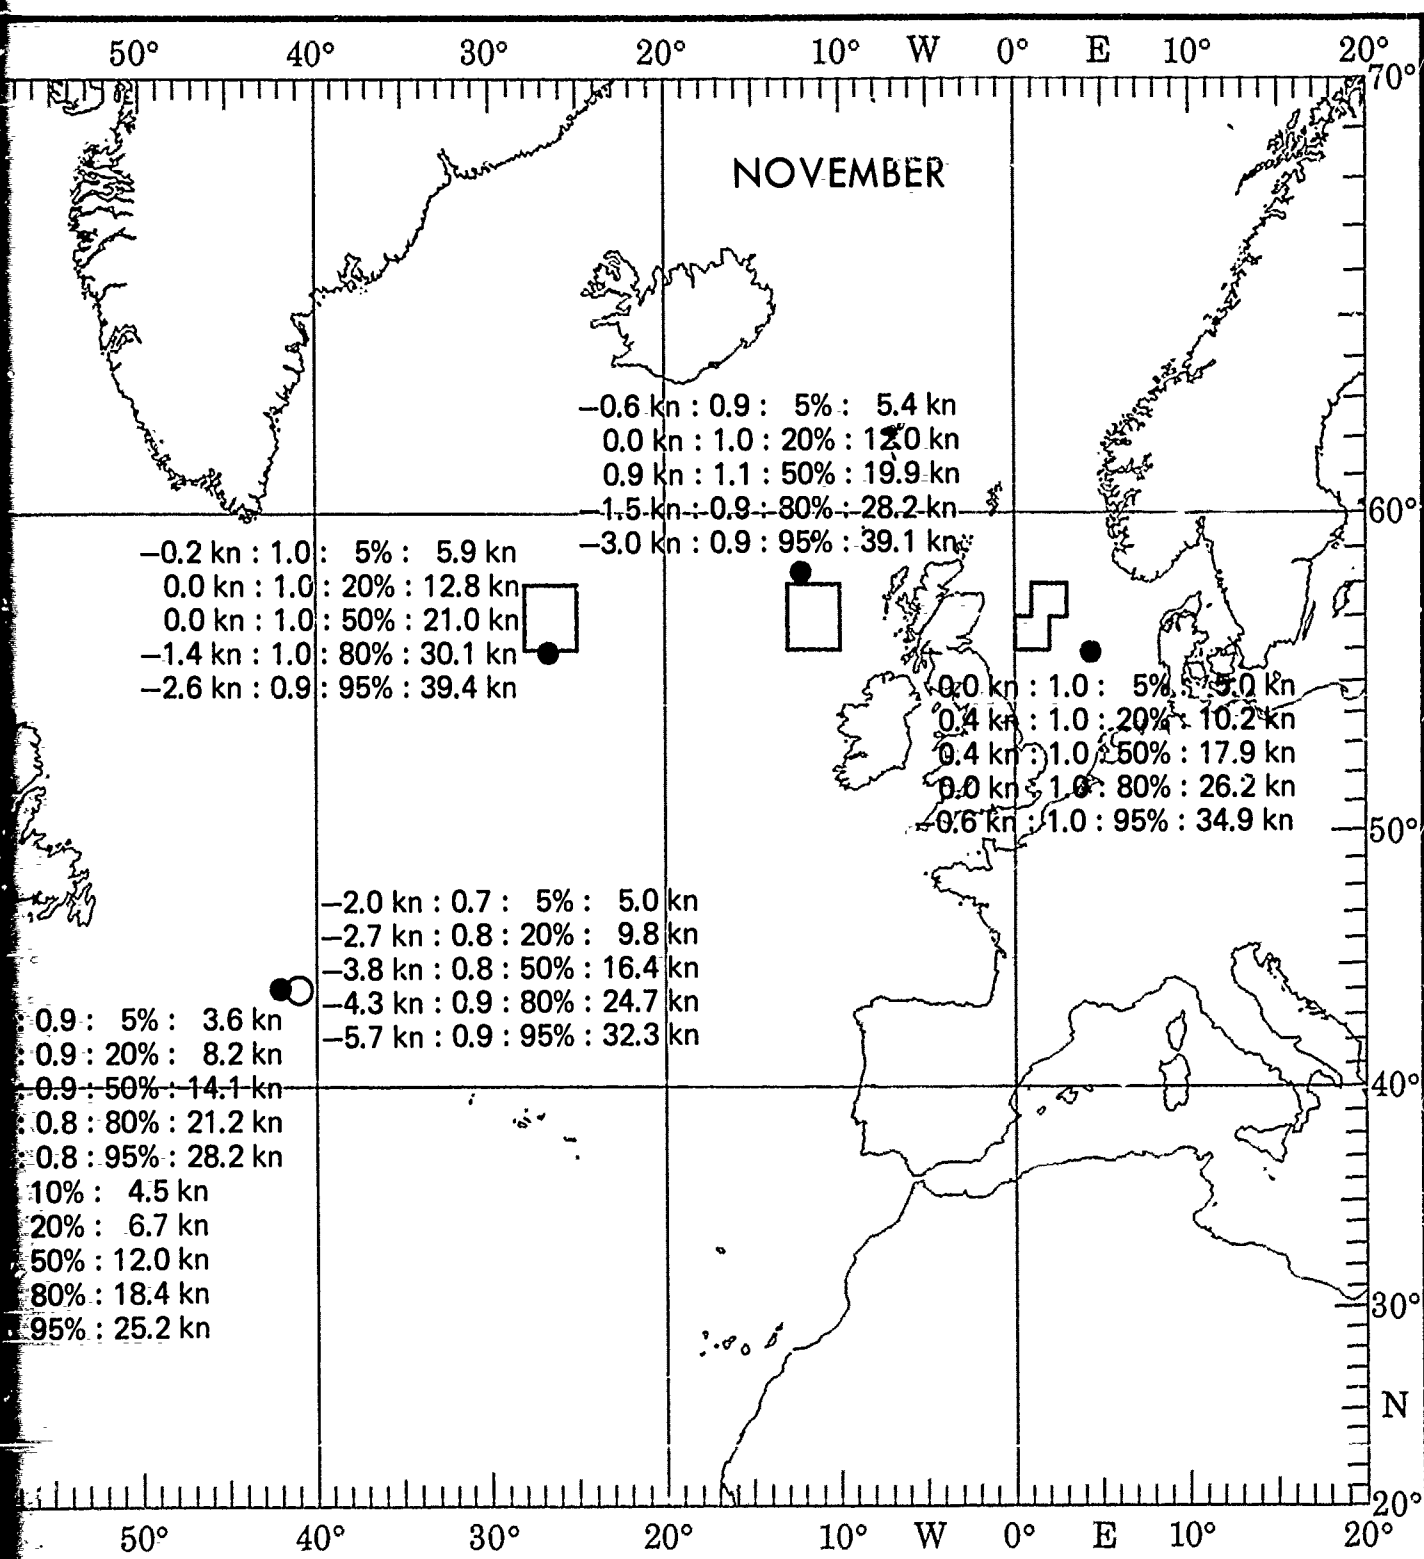 50° 40° 30° 20° 10° W 0° E 10° 20°
70°
NOVEMBER
−0.6 kn : 0.9 : 5% : 5.4 kn
0.0 kn : 1.0 : 20% : 12.0 kn
0.9 kn : 1.1 : 50% : 19.9 kn
−1.5 kn : 0.9 : 80% : 28.2 kn
−3.0 kn : 0.9 : 95% : 39.1 kn
60°
−0.2 kn : 1.0 : 5% : 5.9 kn
0.0 kn : 1.0 : 20% : 12.8 kn
0.0 kn : 1.0 : 50% : 21.0 kn
−1.4 kn : 1.0 : 80% : 30.1 kn
−2.6 kn : 0.9 : 95% : 39.4 kn
0.0 kn : 1.0 : 5% : 5.0 kn
0.4 kn : 1.0 : 20% : 10.2 kn
0.4 kn : 1.0 : 50% : 17.9 kn
0.0 kn : 1.0 : 80% : 26.2 kn
−0.6 kn : 1.0 : 95% : 34.9 kn
50°
−2.0 kn : 0.7 : 5% : 5.0 kn
−2.7 kn : 0.8 : 20% : 9.8 kn
−3.8 kn : 0.8 : 50% : 16.4 kn
−4.3 kn : 0.9 : 80% : 24.7 kn
−5.7 kn : 0.9 : 95% : 32.3 kn
: 0.9 : 5% : 3.6 kn
: 0.9 : 20% : 8.2 kn
: 0.9 : 50% : 14.1 kn
: 0.8 : 80% : 21.2 kn
: 0.8 : 95% : 28.2 kn
40°
10% : 4.5 kn
20% : 6.7 kn
50% : 12.0 kn
80% : 18.4 kn
95% : 25.2 kn
30°
N
20°
50° 40° 30° 20° 10° W 0° E 10° 20°